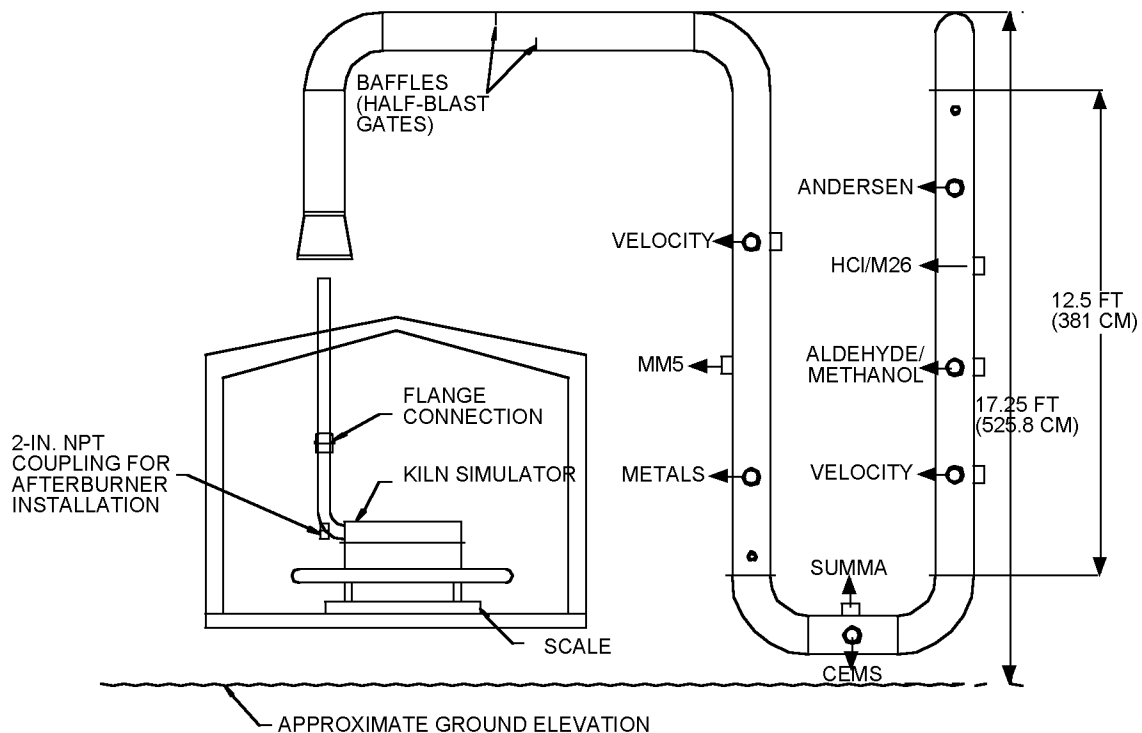 BAFFLES
(HALF-BLAST
GATES)
ANDERSEN
VELOCITY
HCl/M26
12.5 FT
(381 CM)
MM5
ALDEHYDE/
METHANOL
FLANGE
CONNECTION
17.25 FT
(525.8 CM)
2-IN. NPT
COUPLING FOR
AFTERBURNER
INSTALLATION
KILN SIMULATOR
METALS
VELOCITY
SUMMA
SCALE
CEMS
APPROXIMATE GROUND ELEVATION